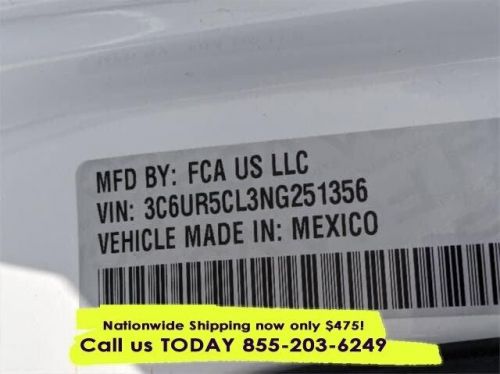 MFD BY: FCA US LLC
VIN: 3C6UR5CL3NG251356
VEHICLE MADE IN: MEXICO
Nationwide Shipping now only $475!
Call us TODAY 855-203-6249